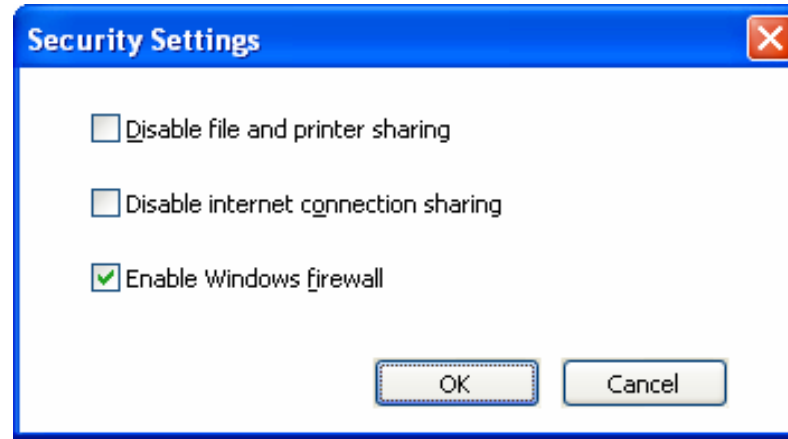 Security Settings
Disable file and printer sharing
Disable internet connection sharing
Enable Windows firewall
OK Cancel